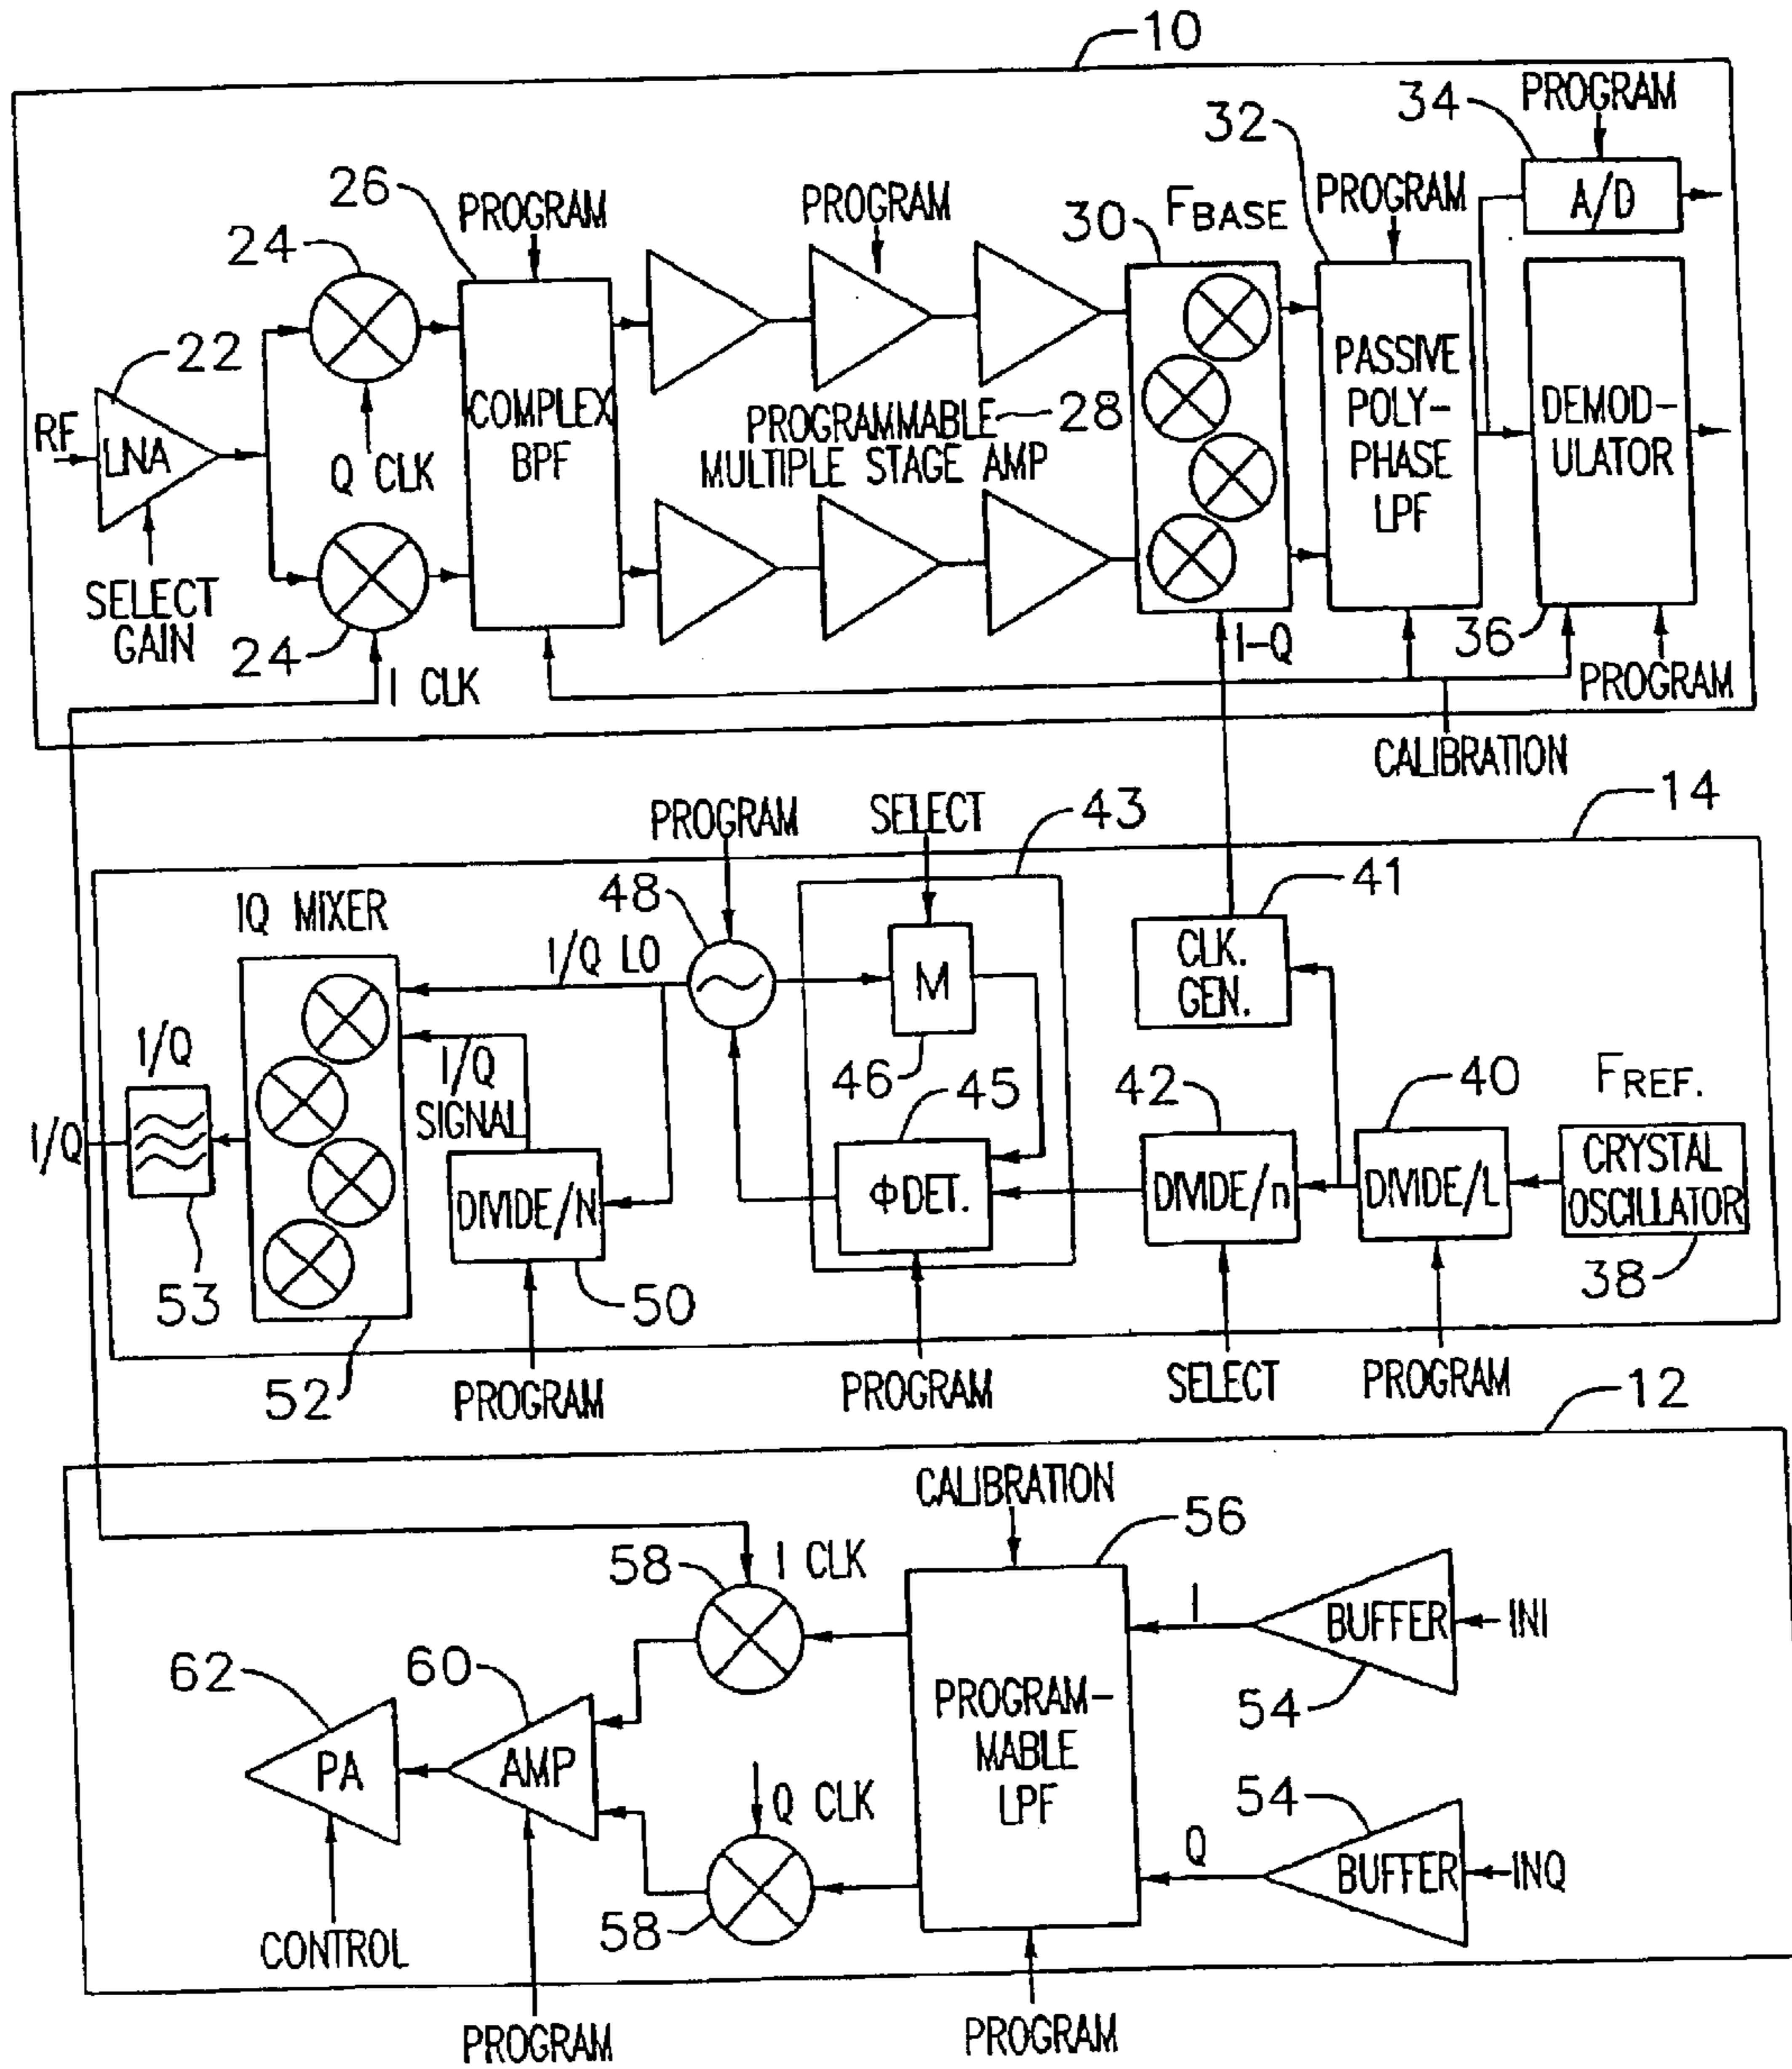 10
PROGRAM
34
32
26
PROGRAM
PROGRAM
30
FBASE
PROGRAM
A/D
24
22
RF
LNA
Q CLK
COMPLEX
BPF
PROGRAMMABLE
28
MULTIPLE STAGE AMP
PASSIVE
POLY-
PHASE
LPF
DEMOD-
ULATOR
SELECT
GAIN
24
I CLK
I-Q
36
PROGRAM
CALIBRATION
14
PROGRAM
SELECT
43
IQ MIXER
48
41
I/Q LO
M
CLK.
GEN.
I/Q
I/Q
SIGNAL
46
45
42
40
FREF.
I/Q
DIVIDE/N
ΦDET.
DIVIDE/n
DIVIDE/L
CRYSTAL
OSCILLATOR
53
50
38
52
PROGRAM
PROGRAM
SELECT
PROGRAM
12
CALIBRATION
56
58
I CLK
I
BUFFER
INI
54
62
60
PROGRAM-
MABLE
LPF
PA
AMP
Q CLK
54
Q
BUFFER
INQ
58
CONTROL
PROGRAM
PROGRAM